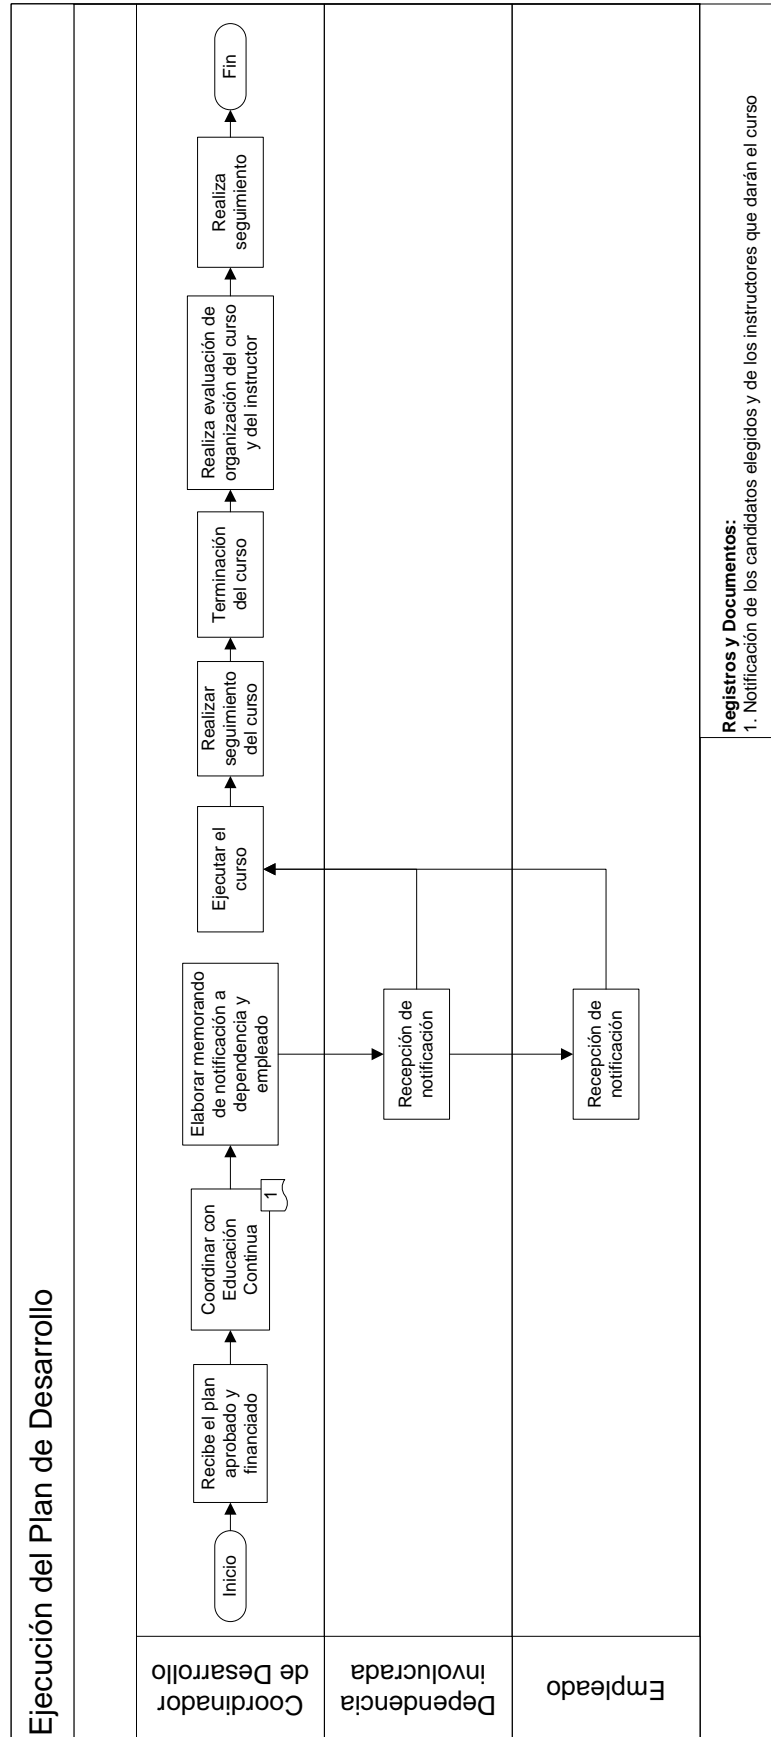 Ejecución del Plan de Desarrollo
Coordinador
de Desarrollo
Inicio
Recibe el plan
aprobado y
financiado
Coordinar con
Educación
Continua
1
Elaborar memorando
de notificación a
dependencia y
empleado
Ejecutar el
curso
Realizar
seguimiento
del curso
Terminación
del curso
Realiza evaluación de
organización del curso
y del instructor
Realiza
seguimiento
Fin
Dependencia
involucrada
Recepción de
notificación
Empleado
Recepción de
notificación
Registros y Documentos:
1. Notificación de los candidatos elegidos y de los instructores que darán el curso